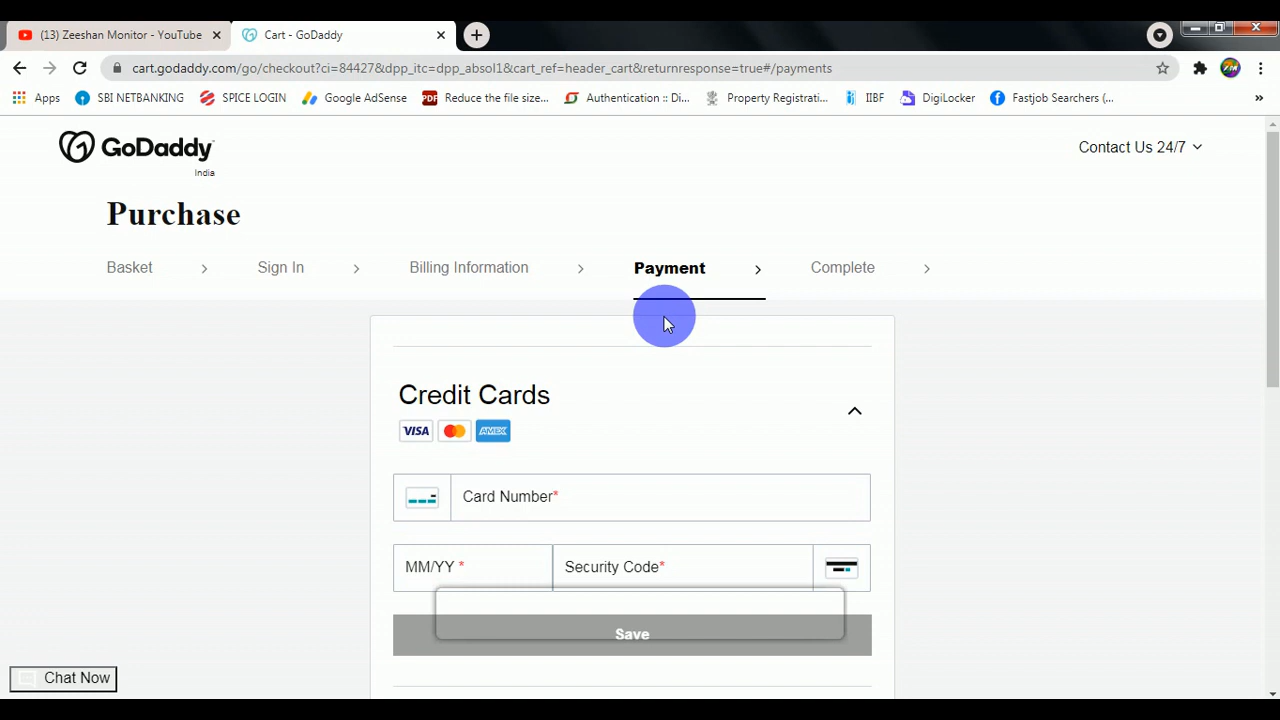 (13) Zeeshan Monitor - YouTube
Cart - GoDaddy
cart.godaddy.com/go/checkout?ci=84427&dpp_itc=dpp_absol1&cart_ref=header_cart&returnresponse=true#/payments
Apps SBI NETBANKING SPICE LOGIN Google AdSense PDF Reduce the file size... Authentication :: Di... Property Registrati... IIBF DigiLocker Fastjob Searchers (... »
GoDaddy
India
Contact Us 24/7
Purchase
Basket > Sign In > Billing Information > Payment > Complete >
Credit Cards
VISA AMEX
Card Number*
MM/YY * Security Code*
Save
Chat Now